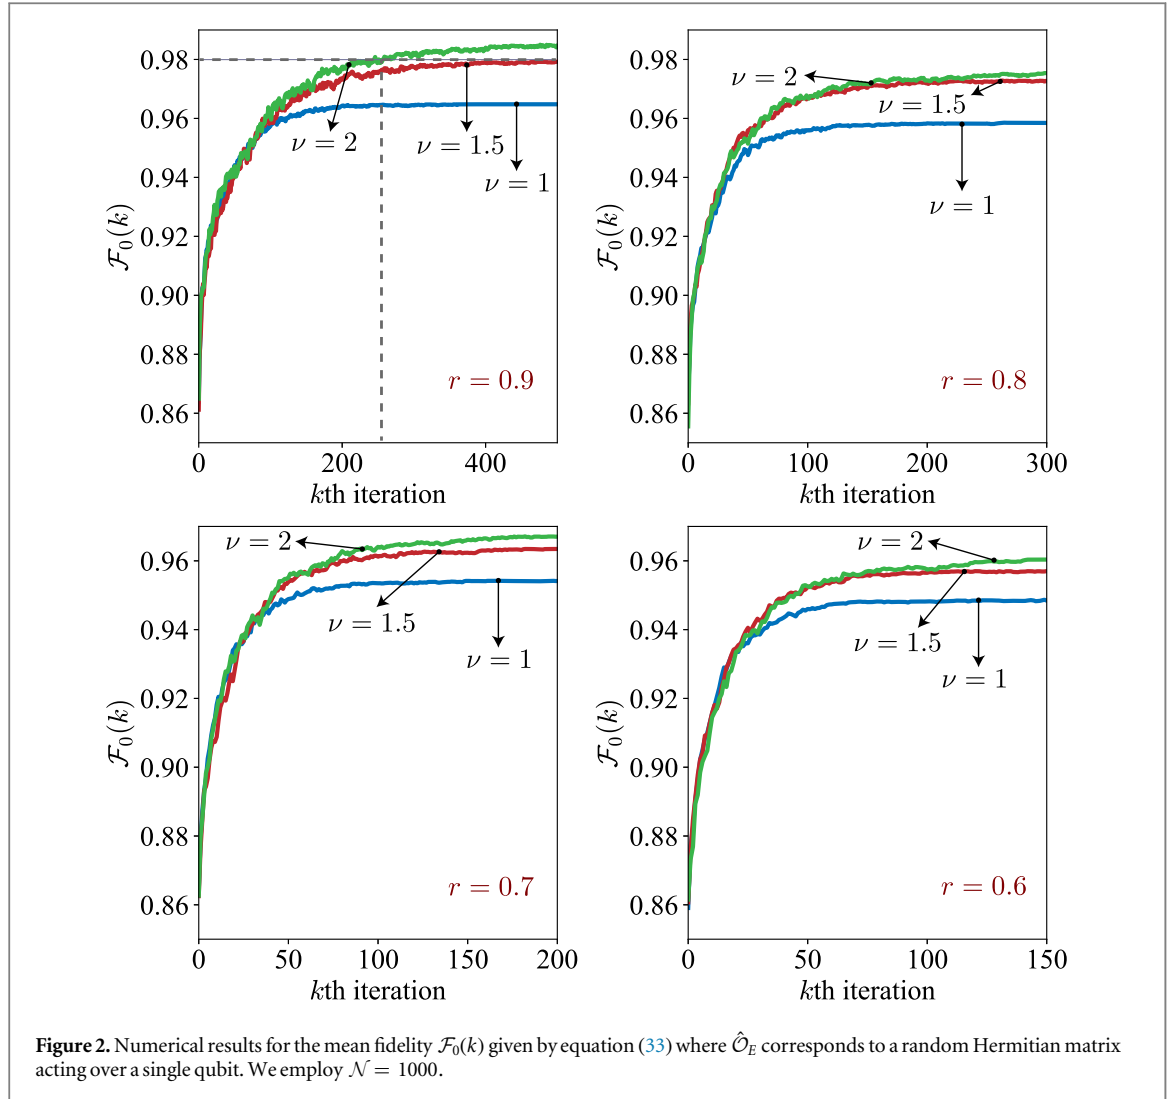 0.98
0.96
0.94
0.92
0.90
0.88
0.86
ℱ₀(k)
ν = 2
ν = 1.5
ν = 1
r = 0.9
0 200 400
kth iteration
0.98
0.96
0.94
0.92
0.90
0.88
0.86
ℱ₀(k)
ν = 2
ν = 1.5
ν = 1
r = 0.8
0 100 200 300
kth iteration
0.96
0.94
0.92
0.90
0.88
0.86
ℱ₀(k)
ν = 2
ν = 1.5
ν = 1
r = 0.7
0 50 100 150 200
kth iteration
0.96
0.94
0.92
0.90
0.88
0.86
ℱ₀(k)
ν = 2
ν = 1.5
ν = 1
r = 0.6
0 50 100 150
kth iteration
Figure 2. Numerical results for the mean fidelity ℱ₀(k) given by equation (33) where 𝒪̂_E corresponds to a random Hermitian matrix
acting over a single qubit. We employ 𝒩 = 1000.